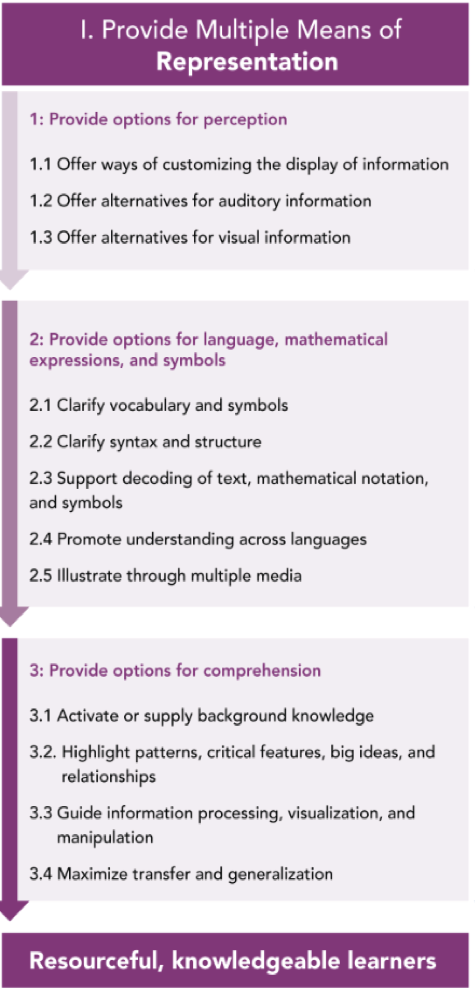 I. Provide Multiple Means of
Representation
1: Provide options for perception
1.1 Offer ways of customizing the display of information
1.2 Offer alternatives for auditory information
1.3 Offer alternatives for visual information
2: Provide options for language, mathematical
expressions, and symbols
2.1 Clarify vocabulary and symbols
2.2 Clarify syntax and structure
2.3 Support decoding of text, mathematical notation,
and symbols
2.4 Promote understanding across languages
2.5 Illustrate through multiple media
3: Provide options for comprehension
3.1 Activate or supply background knowledge
3.2. Highlight patterns, critical features, big ideas, and
relationships
3.3 Guide information processing, visualization, and
manipulation
3.4 Maximize transfer and generalization
Resourceful, knowledgeable learners